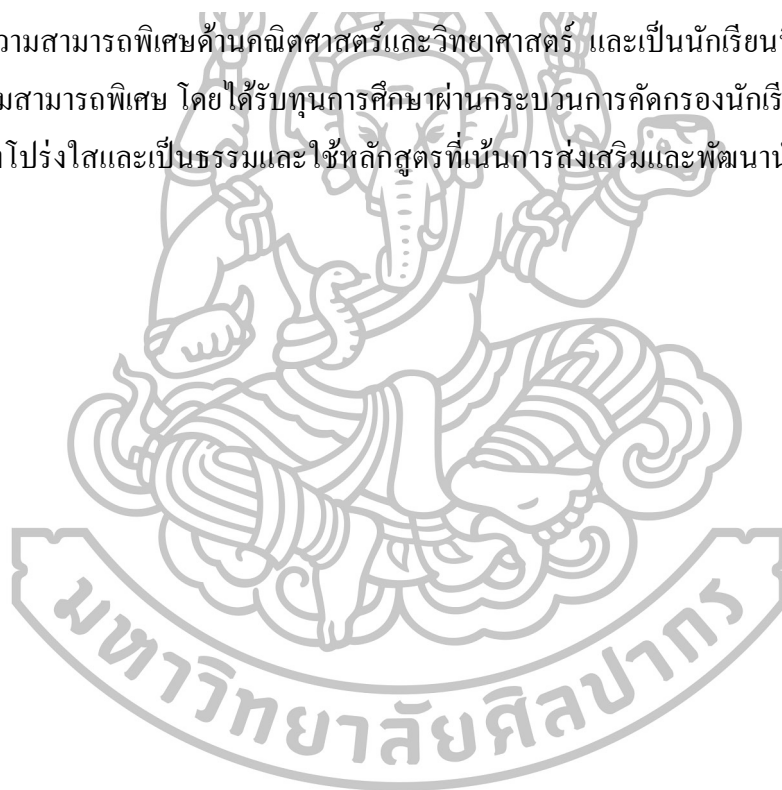 วามสามารถพิเศษด้านคณิตศาสตร์และวิทยาศาสตร์ และเป็นนักเรียน
มสามารถพิเศษ โดยได้รับทุนการศึกษาผ่านกระบวนการคัดกรองนักเรี
โปร่งใสและเป็นธรรมและใช้หลักสูตรที่เน้นการส่งเสริมและพัฒนา
มหาวิทยาลัยศิลปากร